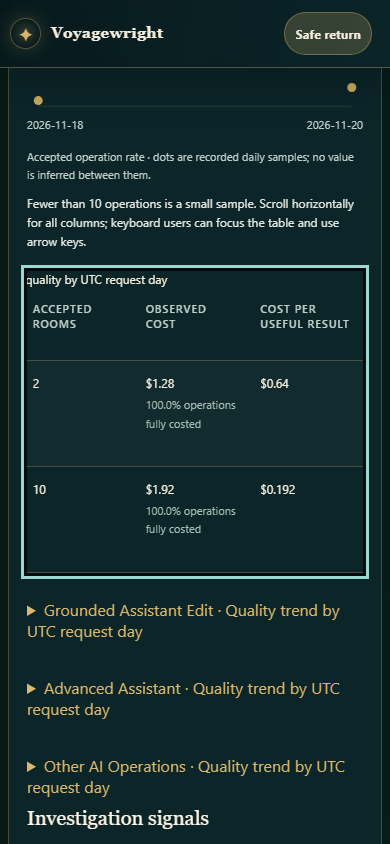 Voyagewright
Safe return
2026-11-18
2026-11-20
Accepted operation rate · dots are recorded daily samples; no value
is inferred between them.
Fewer than 10 operations is a small sample. Scroll horizontally
for all columns; keyboard users can focus the table and use
arrow keys.
quality by UTC request day
ACCEPTED
ROOMS
OBSERVED
COST
COST PER
USEFUL RESULT
2
$1.28
100.0% operations
fully costed
$0.64
10
$1.92
100.0% operations
fully costed
$0.192
▶ Grounded Assistant Edit · Quality trend by
UTC request day
▶ Advanced Assistant · Quality trend by UTC
request day
▶ Other AI Operations · Quality trend by UTC
request day
Investigation signals